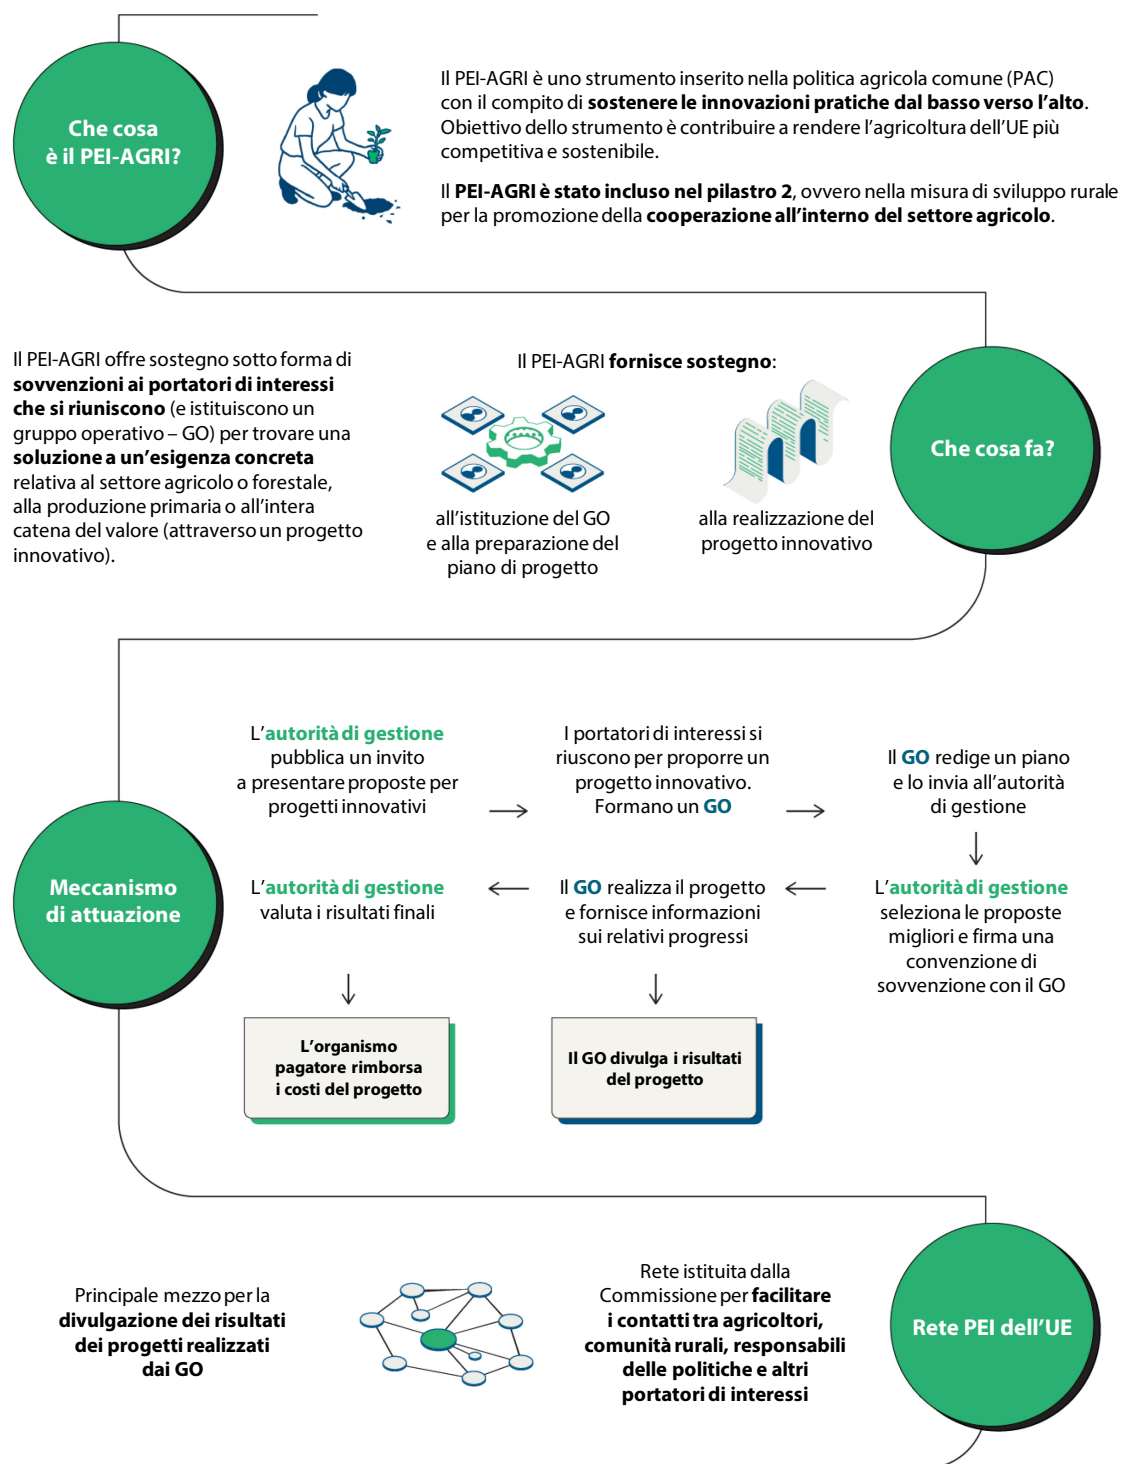 Che cosa
è il PEI-AGRI?
Il PEI-AGRI è uno strumento inserito nella politica agricola comune (PAC)
con il compito di sostenere le innovazioni pratiche dal basso verso l'alto.
Obiettivo dello strumento è contribuire a rendere l'agricoltura dell'UE più
competitiva e sostenibile.
Il PEI-AGRI è stato incluso nel pilastro 2, ovvero nella misura di sviluppo rurale
per la promozione della cooperazione all'interno del settore agricolo.
Il PEI-AGRI offre sostegno sotto forma di
sovvenzioni ai portatori di interessi
che si riuniscono (e istituiscono un
gruppo operativo – GO) per trovare una
soluzione a un'esigenza concreta
relativa al settore agricolo o forestale,
alla produzione primaria o all'intera
catena del valore (attraverso un progetto
innovativo).
Il PEI-AGRI fornisce sostegno:
all'istituzione del GO
e alla preparazione del
piano di progetto
alla realizzazione del
progetto innovativo
Che cosa fa?
Meccanismo
di attuazione
L'autorità di gestione
pubblica un invito
a presentare proposte per
progetti innovativi
I portatori di interessi si
riuscono per proporre un
progetto innovativo.
Formano un GO
Il GO redige un piano
e lo invia all'autorità
di gestione
L'autorità di gestione
seleziona le proposte
migliori e firma una
convenzione di
sovvenzione con il GO
Il GO realizza il progetto
e fornisce informazioni
sui relativi progressi
L'autorità di gestione
valuta i risultati finali
L'organismo
pagatore rimborsa
i costi del progetto
Il GO divulga i risultati
del progetto
Principale mezzo per la
divulgazione dei risultati
dei progetti realizzati
dai GO
Rete istituita dalla
Commissione per facilitare
i contatti tra agricoltori,
comunità rurali, responsabili
delle politiche e altri
portatori di interessi
Rete PEI dell'UE